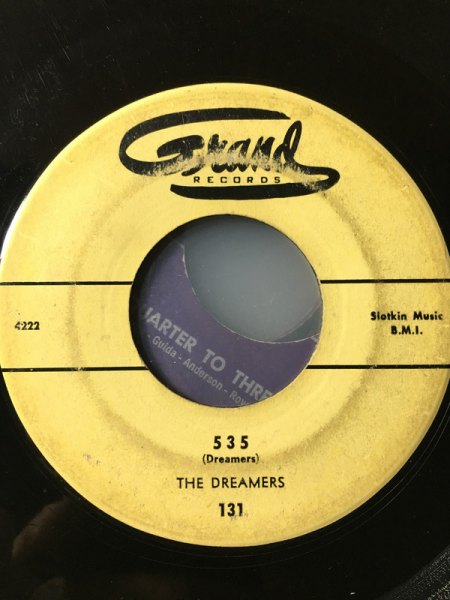 Grand
RECORDS
4222
Slotkin Music
B.M.I.
UARTER TO THRE
- Guida - Anderson - Roy
535
(Dreamers)
THE DREAMERS
131